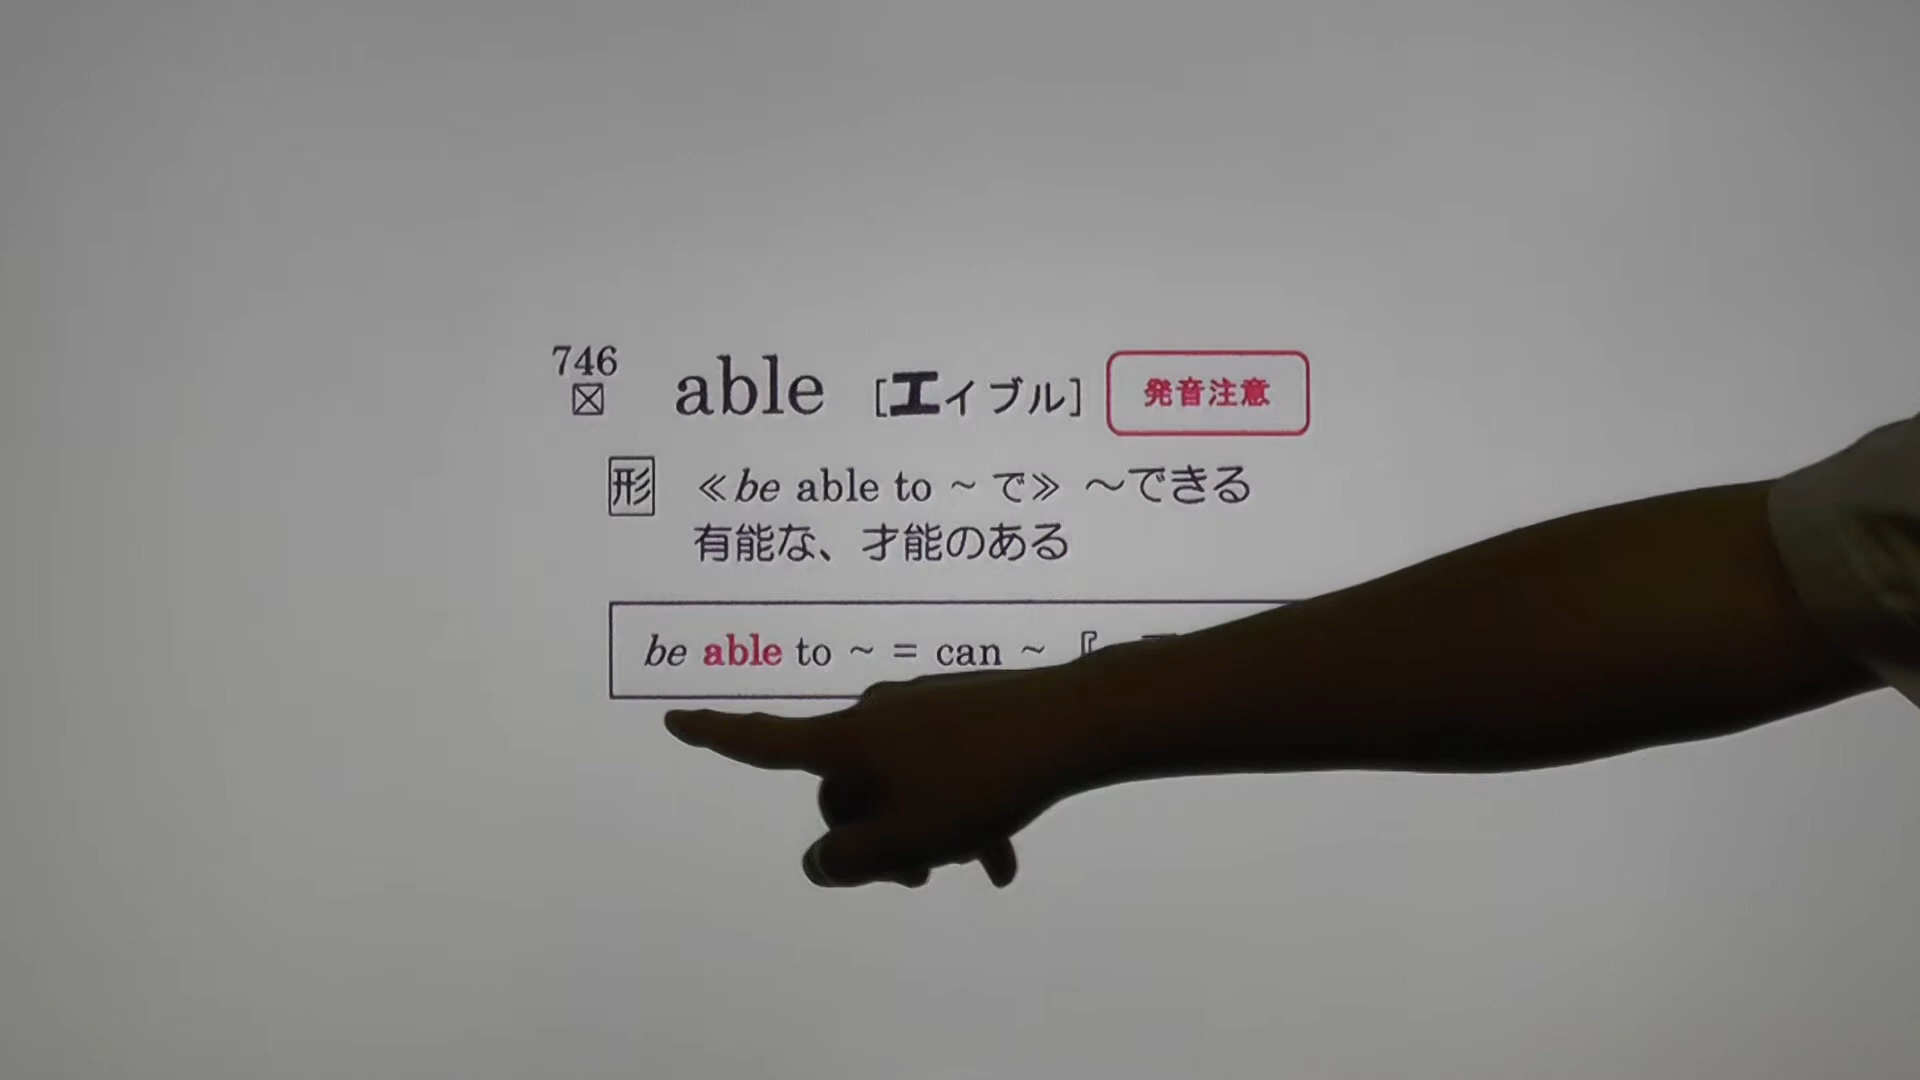 746
able [エイブル] 発音注意
形 ≪be able to ~ で≫ ～できる
有能な、才能のある
be able to ~ = can ~ 『